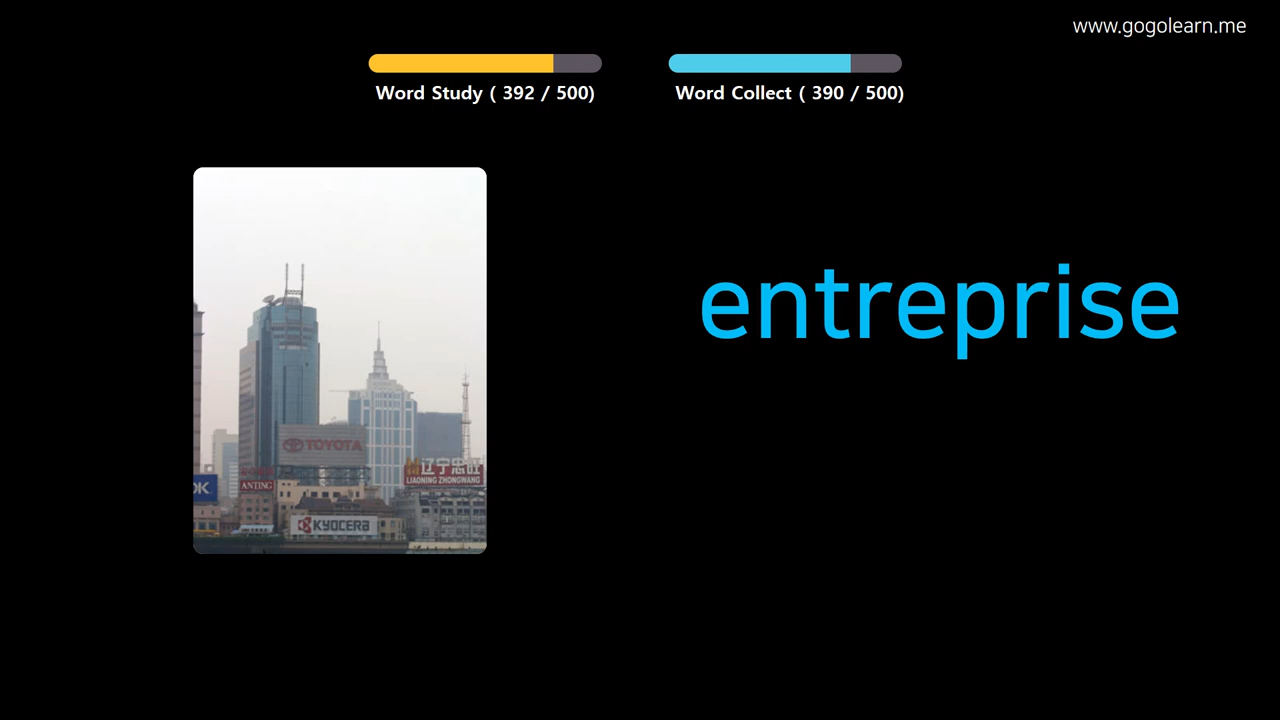 www.gogolearn.me
Word Study ( 392 / 500)
Word Collect ( 390 / 500)
entreprise
TOYOTA
辽宁忠旺
LIAONING ZHONGWANG
OK
ANTING
KYOCERA